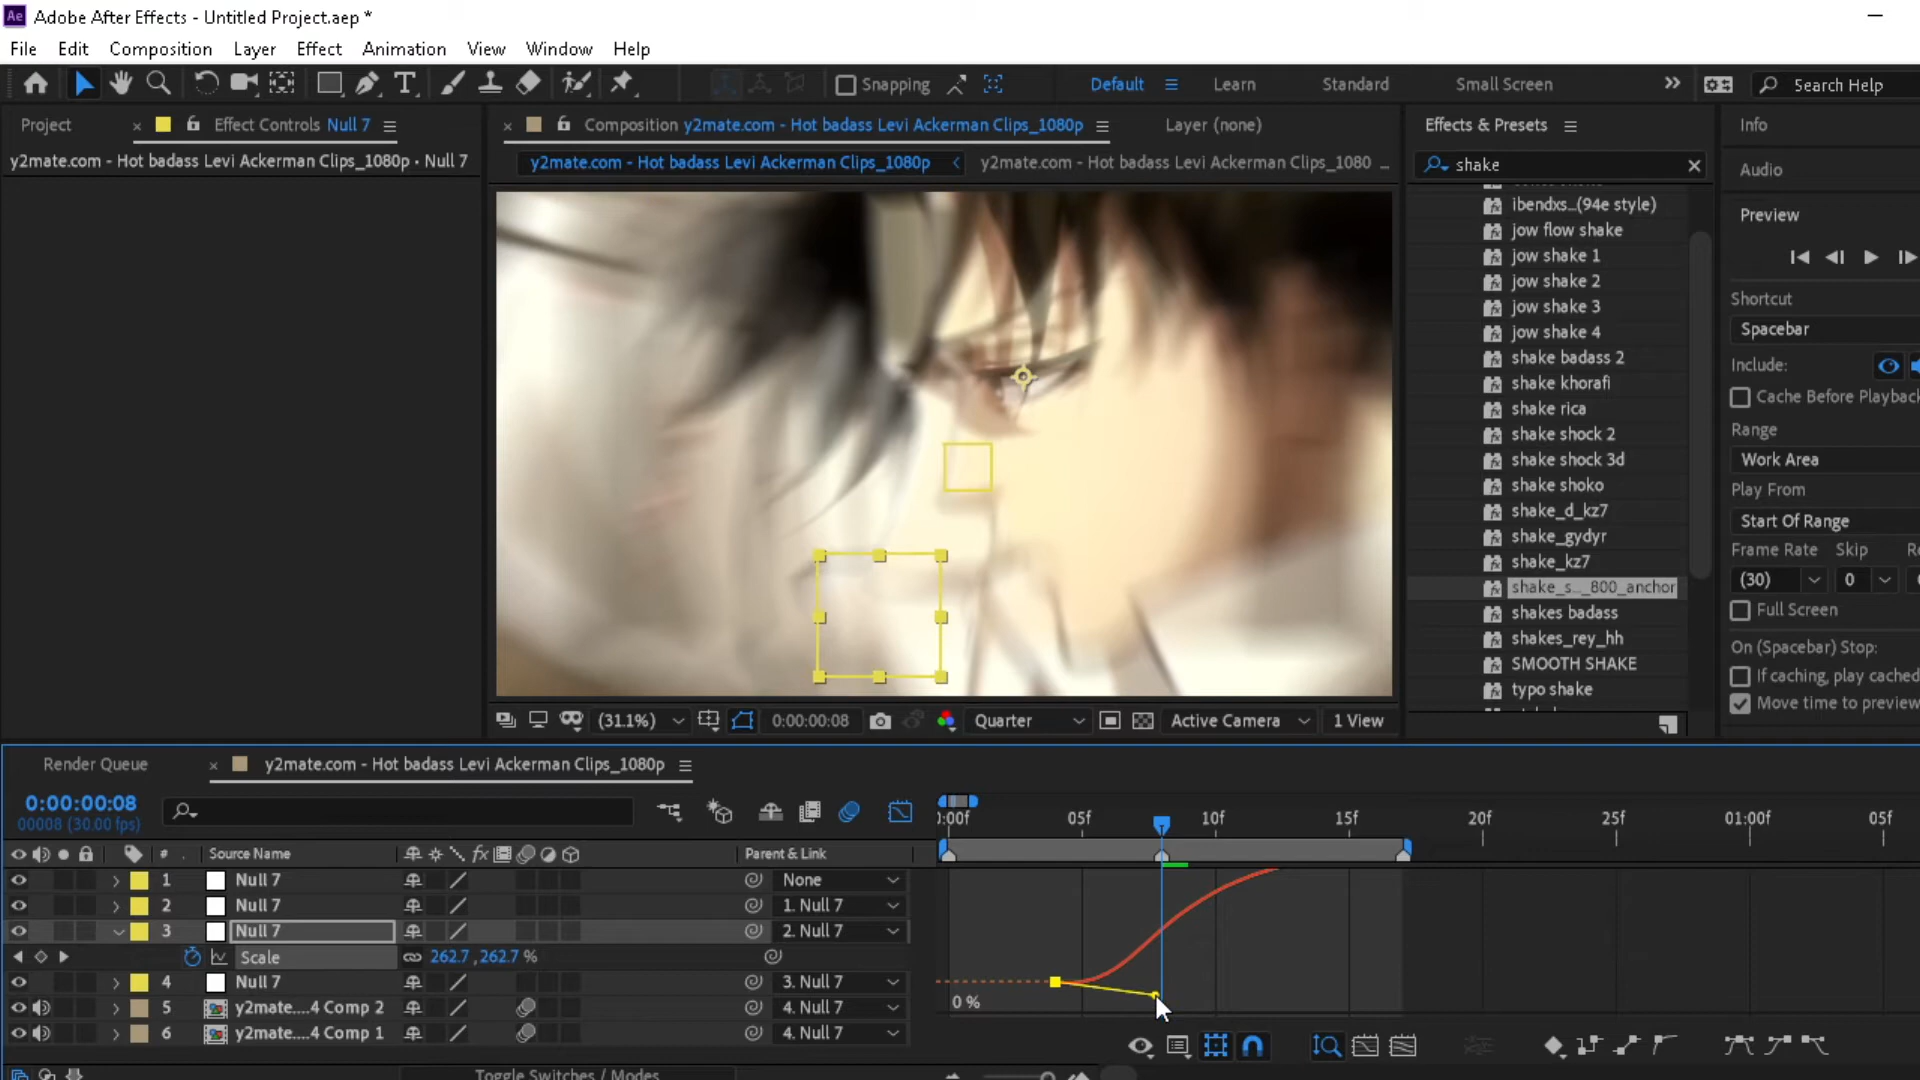 Ae Adobe After Effects - Untitled Project.aep *
File Edit Composition Layer Effect Animation View Window Help
Snapping Default Learn Standard Small Screen Search Help
Project Effect Controls Null 7
y2mate.com - Hot badass Levi Ackerman Clips_1080p • Null 7
Composition y2mate.com - Hot badass Levi Ackerman Clips_1080p Layer (none)
y2mate.com - Hot badass Levi Ackerman Clips_1080p y2mate.com - Hot badass Levi Ackerman Clips_1080
(31.1%) 0:00:00:08 Quarter Active Camera 1 View
Effects & Presets
shake
ibendxs_(94e style)
jow flow shake
jow shake 1
jow shake 2
jow shake 3
jow shake 4
shake badass 2
shake khorafi
shake rica
shake shock 2
shake shock 3d
shake shoko
shake_d_kz7
shake_gydyr
shake_kz7
shake_s..._800_anchor
shakes badass
shakes_rey_hh
SMOOTH SHAKE
typo shake
Info
Audio
Preview
Shortcut
Spacebar
Include:
Cache Before Playback
Range
Work Area
Play From
Start Of Range
Frame Rate Skip
(30) 0
Full Screen
On (Spacebar) Stop:
If caching, play cached
Move time to preview
Render Queue y2mate.com - Hot badass Levi Ackerman Clips_1080p
0:00:00:08
00008 (30.00 fps)
# Source Name fx Parent & Link
1 Null 7 None
2 Null 7 1. Null 7
3 Null 7 2. Null 7
Scale 262.7, 262.7 %
4 Null 7 3. Null 7
5 y2mate....4 Comp 2 4. Null 7
6 y2mate....4 Comp 1 4. Null 7
Toggle Switches / Modes
):00f 05f 10f 15f 20f 25f 01:00f 05f
0 %